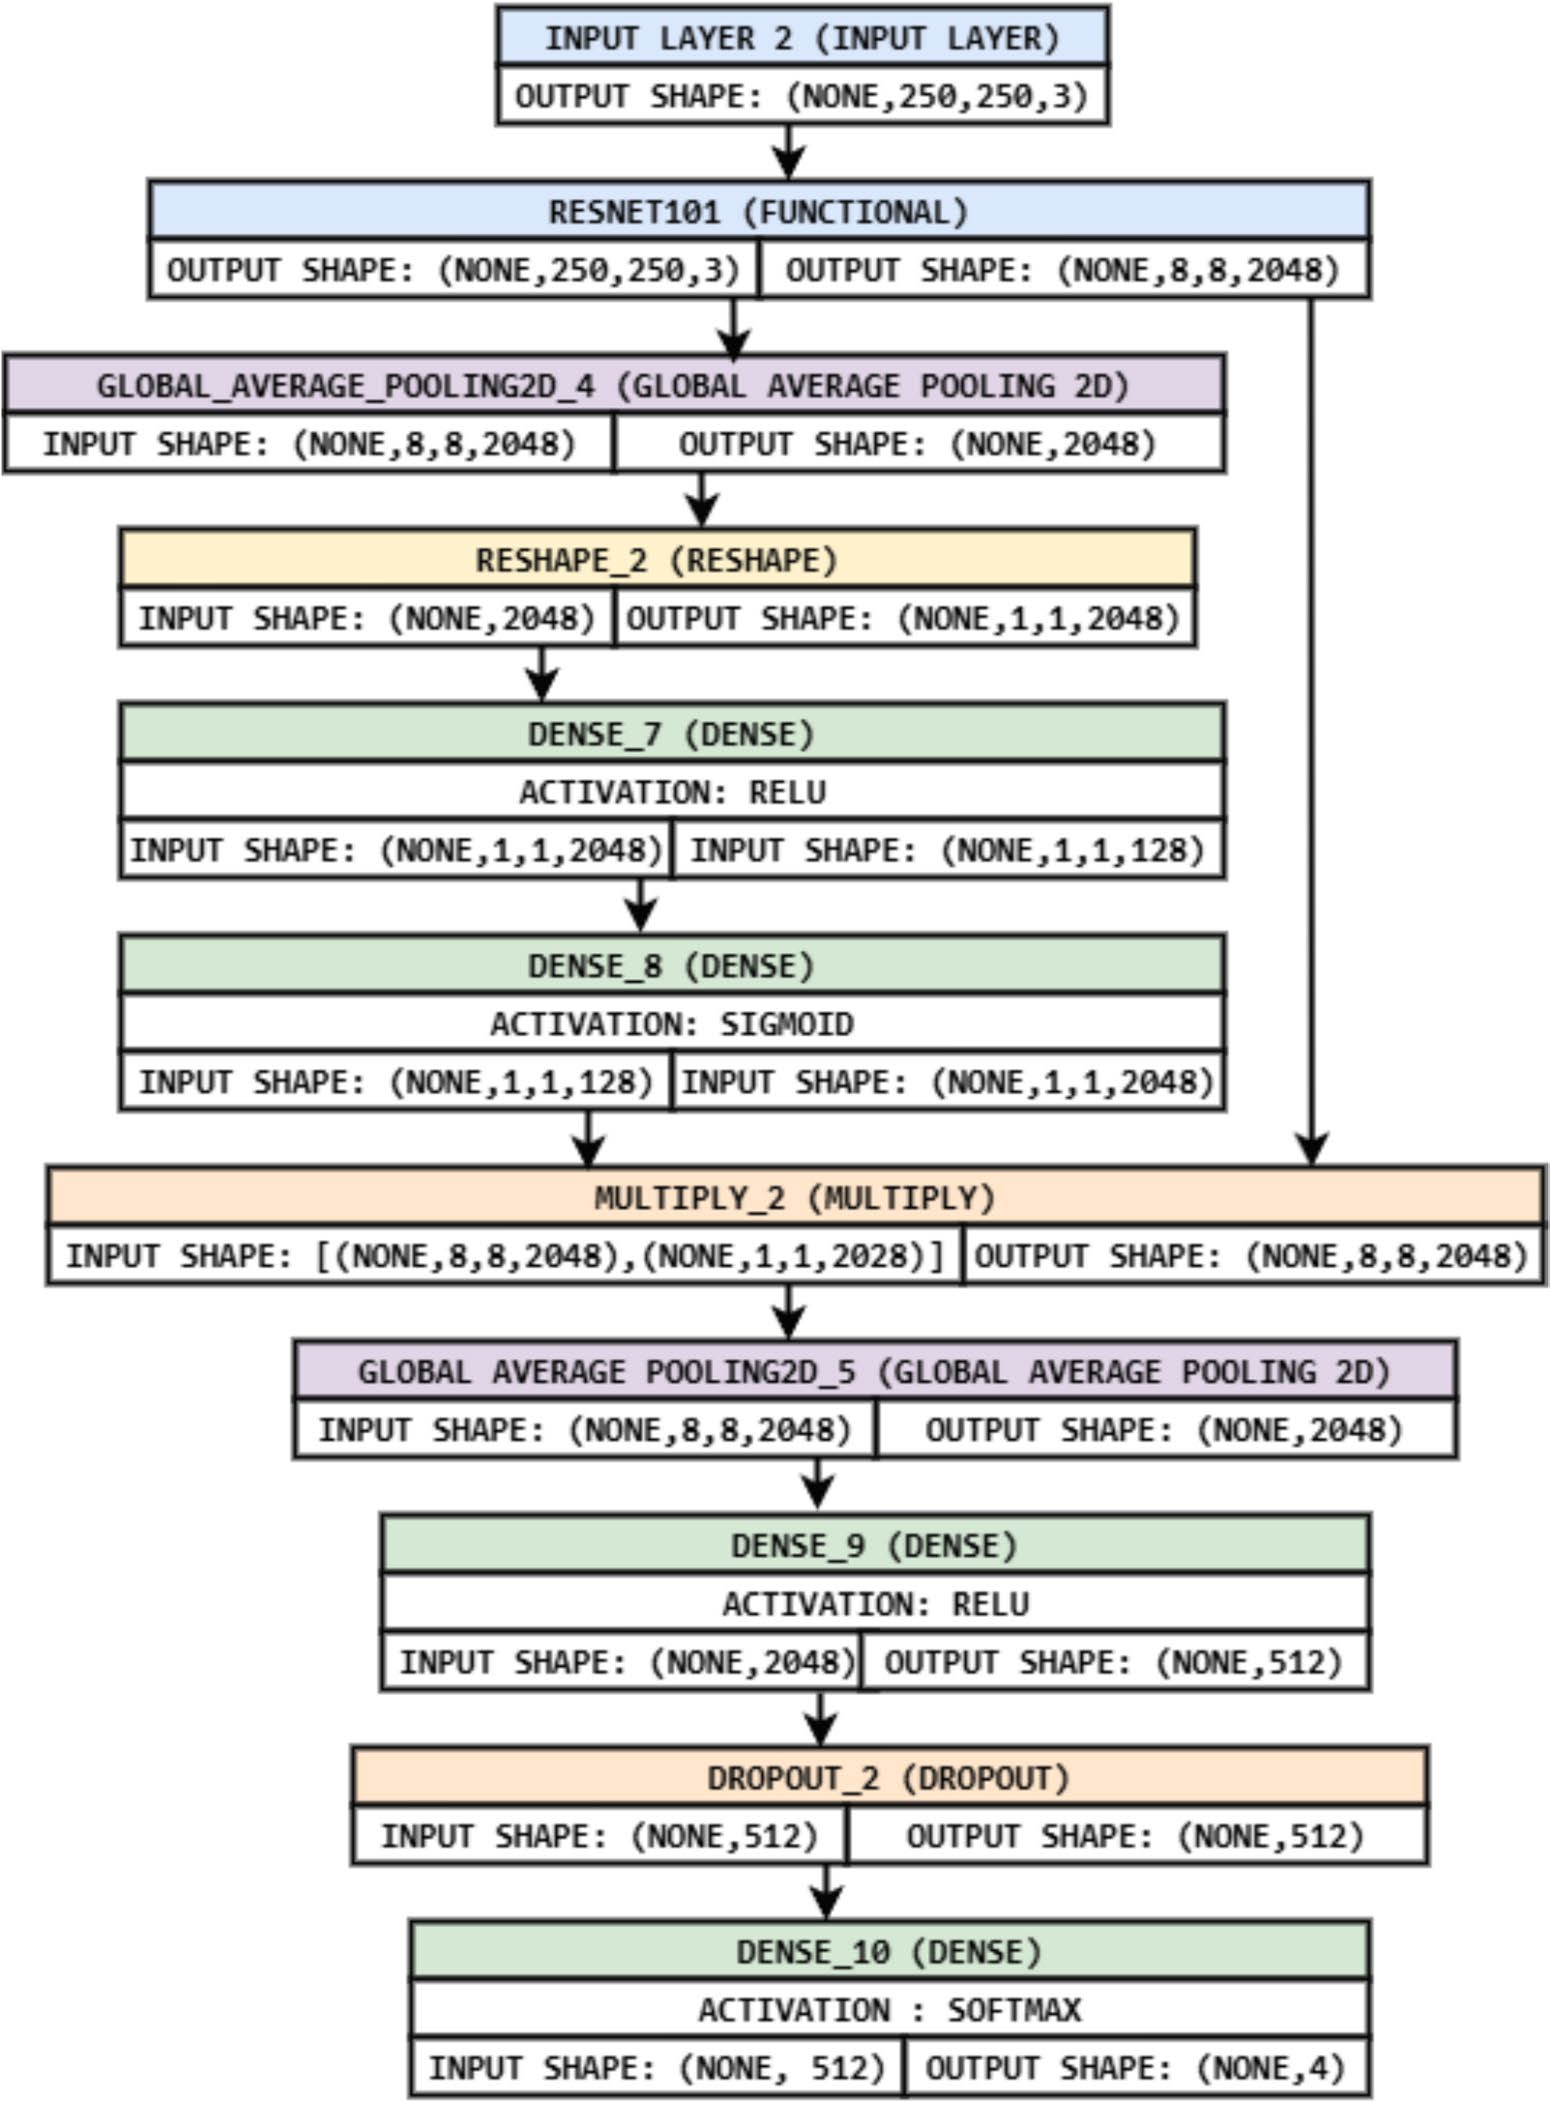 INPUT LAYER 2 (INPUT LAYER)
OUTPUT SHAPE: (NONE,250,250,3)
RESNET101 (FUNCTIONAL)
OUTPUT SHAPE: (NONE,250,250,3) OUTPUT SHAPE: (NONE,8,8,2048)
GLOBAL_AVERAGE_POOLING2D_4 (GLOBAL AVERAGE POOLING 2D)
INPUT SHAPE: (NONE,8,8,2048) OUTPUT SHAPE: (NONE,2048)
RESHAPE_2 (RESHAPE)
INPUT SHAPE: (NONE,2048) OUTPUT SHAPE: (NONE,1,1,2048)
DENSE_7 (DENSE)
ACTIVATION: RELU
INPUT SHAPE: (NONE,1,1,2048) INPUT SHAPE: (NONE,1,1,128)
DENSE_8 (DENSE)
ACTIVATION: SIGMOID
INPUT SHAPE: (NONE,1,1,128) INPUT SHAPE: (NONE,1,1,2048)
MULTIPLY_2 (MULTIPLY)
INPUT SHAPE: [(NONE,8,8,2048),(NONE,1,1,2028)] OUTPUT SHAPE: (NONE,8,8,2048)
GLOBAL AVERAGE POOLING2D_5 (GLOBAL AVERAGE POOLING 2D)
INPUT SHAPE: (NONE,8,8,2048) OUTPUT SHAPE: (NONE,2048)
DENSE_9 (DENSE)
ACTIVATION: RELU
INPUT SHAPE: (NONE,2048) OUTPUT SHAPE: (NONE,512)
DROPOUT_2 (DROPOUT)
INPUT SHAPE: (NONE,512) OUTPUT SHAPE: (NONE,512)
DENSE_10 (DENSE)
ACTIVATION : SOFTMAX
INPUT SHAPE: (NONE, 512) OUTPUT SHAPE: (NONE,4)